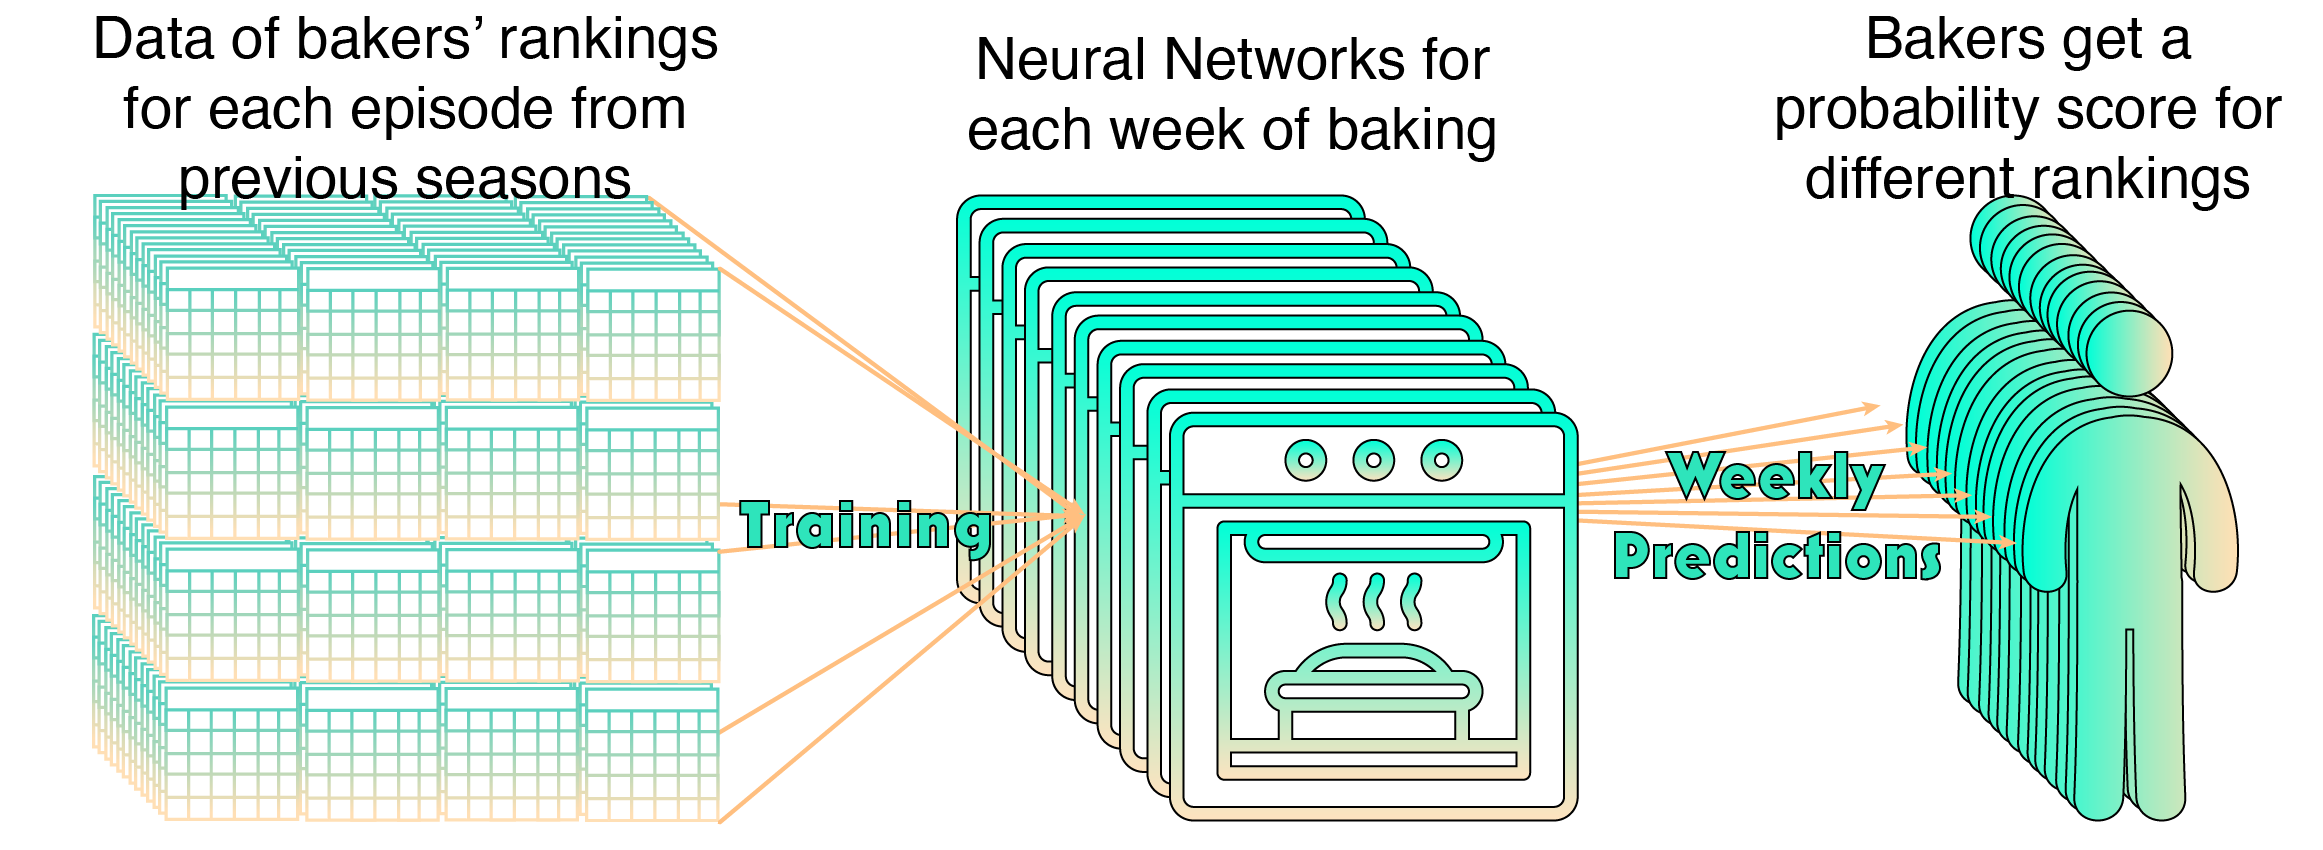 Data of bakers’ rankings
for each episode from
previous seasons
Neural Networks for
each week of baking
Bakers get a
probability score for
different rankings
Training
Weekly
Predictions